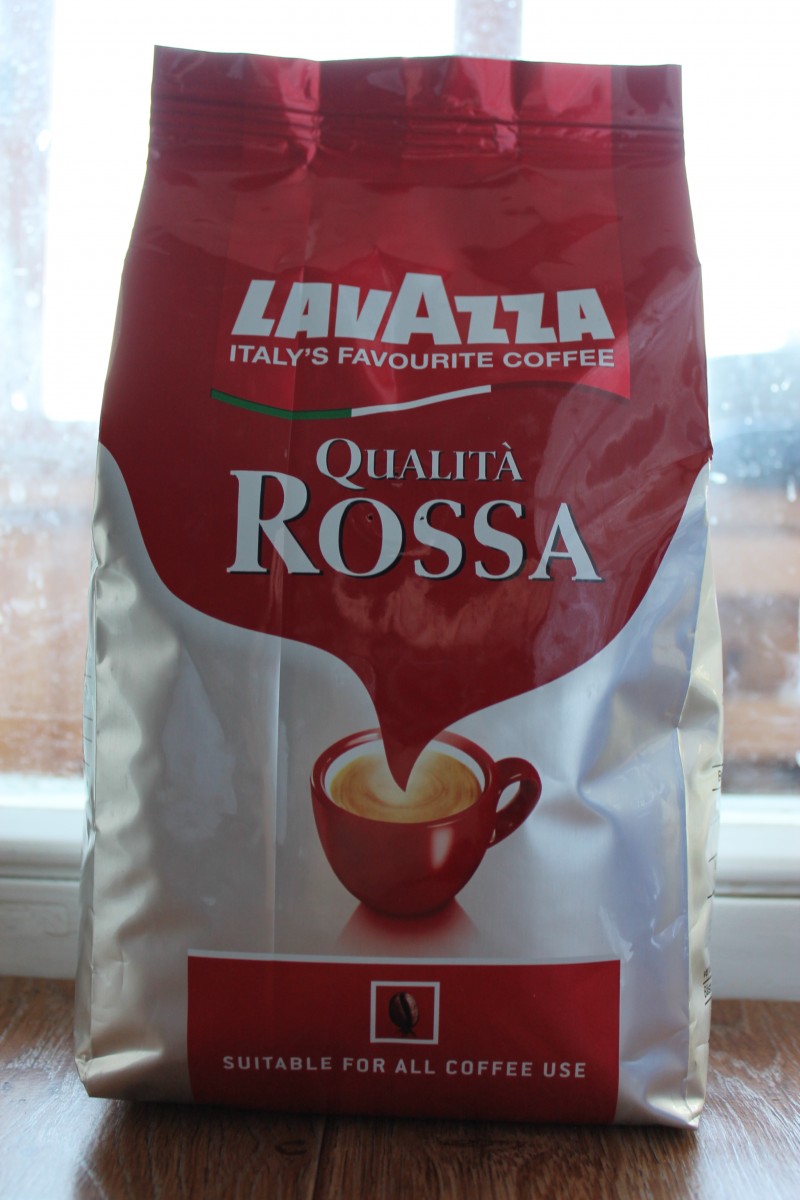 LAVAZZA
ITALY'S FAVOURITE COFFEE
QUALITÀ
ROSSA
SUITABLE FOR ALL COFFEE USE